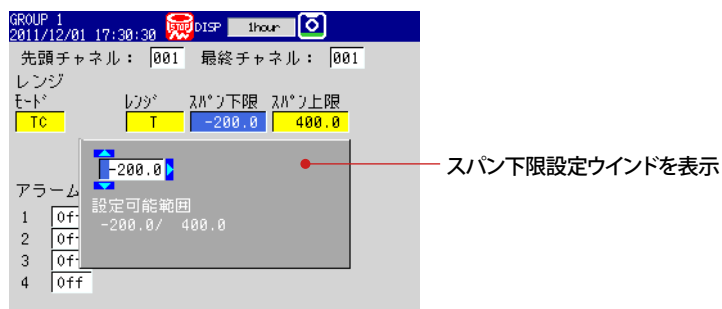 GROUP 1
2011/12/01 17:30:30 STOP DISP 1hour
先頭チャネル： 001 最終チャネル： 001
レンジ
ﾓｰﾄﾞ ﾚﾝｼﾞ ｽﾊﾟﾝ下限 ｽﾊﾟﾝ上限
TC T -200.0 400.0
-200.0
スパン下限設定ウインドを表示
設定可能範囲
-200.0/ 400.0
アラーム
1 Of
2 Of
3 Of
4 Off